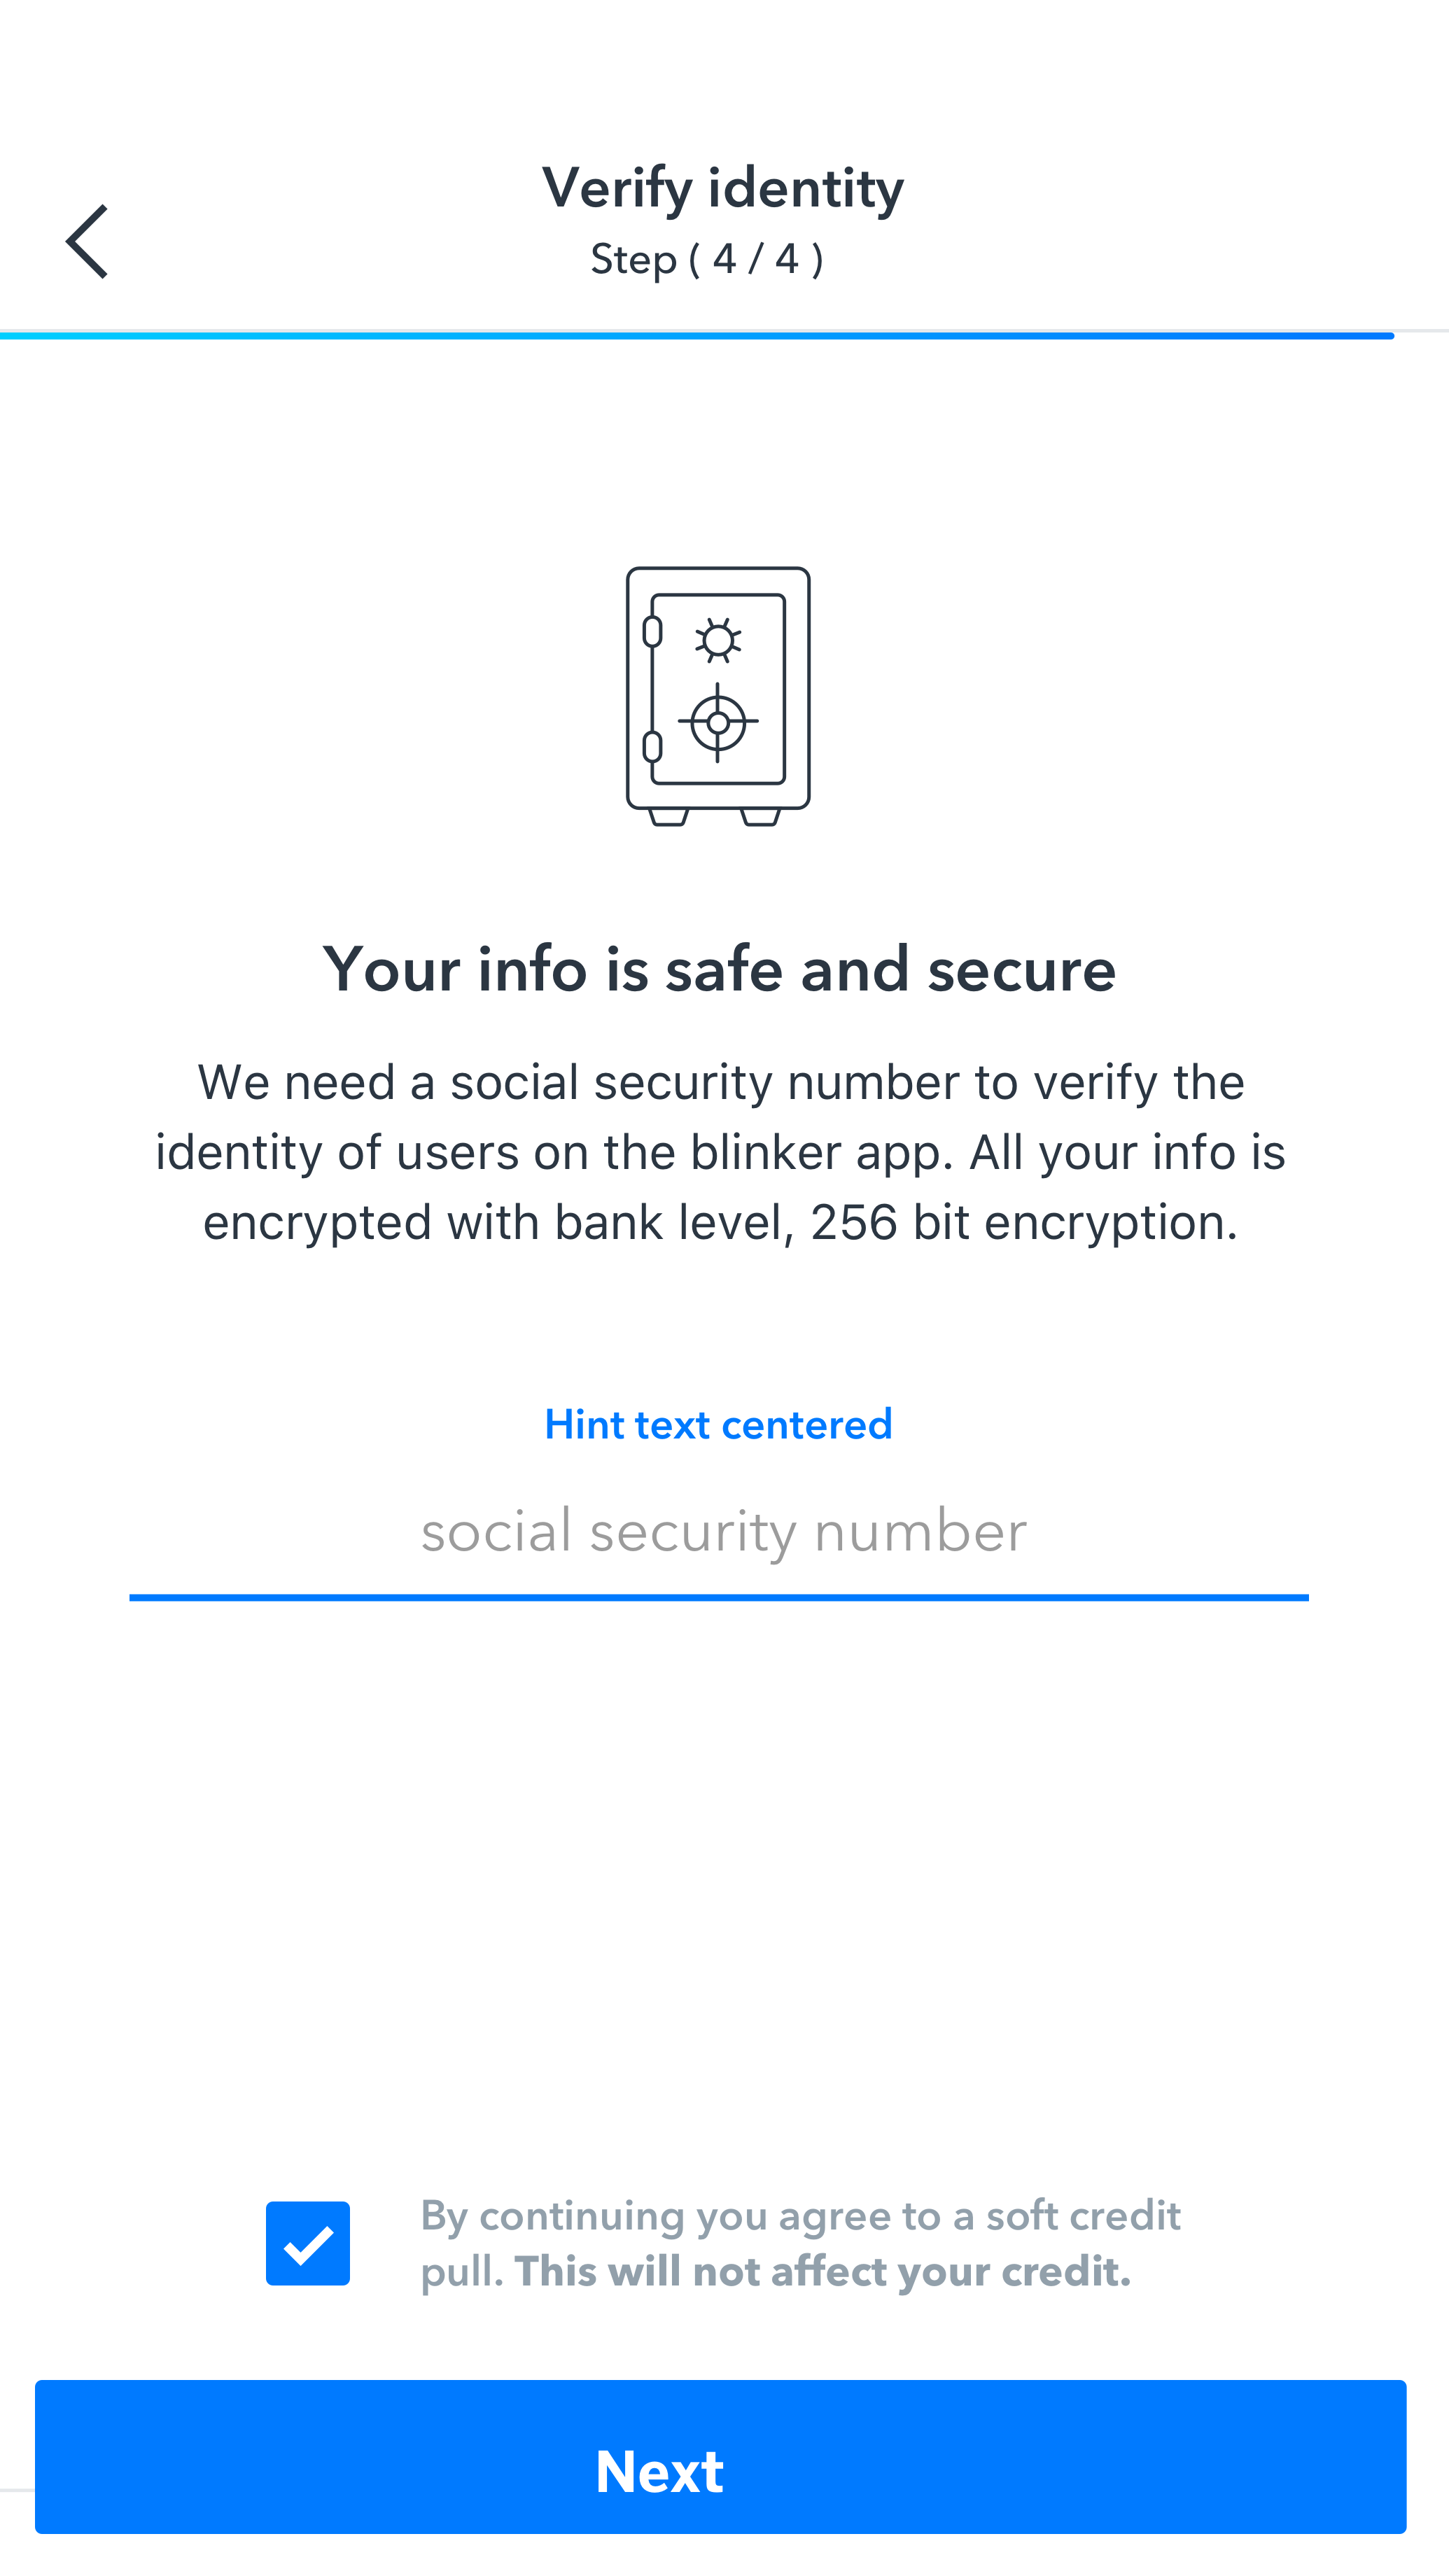 Verify identity
Step ( 4 / 4 )
Your info is safe and secure
We need a social security number to verify the
identity of users on the blinker app. All your info is
encrypted with bank level, 256 bit encryption.
Hint text centered
social security number
By continuing you agree to a soft credit
pull. This will not affect your credit.
Next